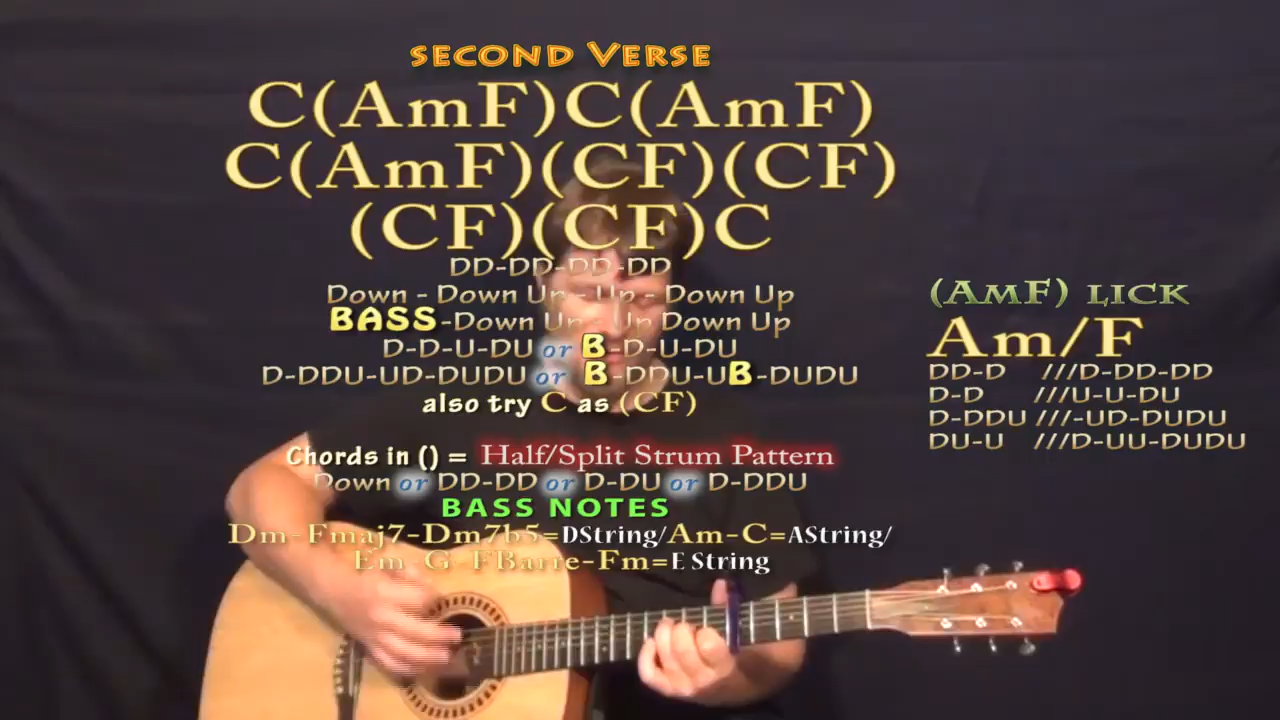 SECOND VERSE
C(AmF)C(AmF)
C(AmF)(CF)(CF)
(CF)(CF)C
DD-DD-DD-DD
Down - Down Up - Up - Down Up
BASS-Down Up - Up Down Up
D-D-U-DU or B-D-U-DU
D-DDU-UD-DUDU or B-DDU-UB-DUDU
also try C as (CF)
Chords in () = Half/Split Strum Pattern
Down or DD-DD or D-DU or D-DDU
BASS NOTES
Dm-Fmaj7-Dm7b5=DString/Am-C=AString/
Em-G-FBarre-Fm=E String
(AmF) LICK
Am/F
DD-D ///D-DD-DD
D-D ///U-U-DU
D-DDU ///-UD-DUDU
DU-U ///D-UU-DUDU